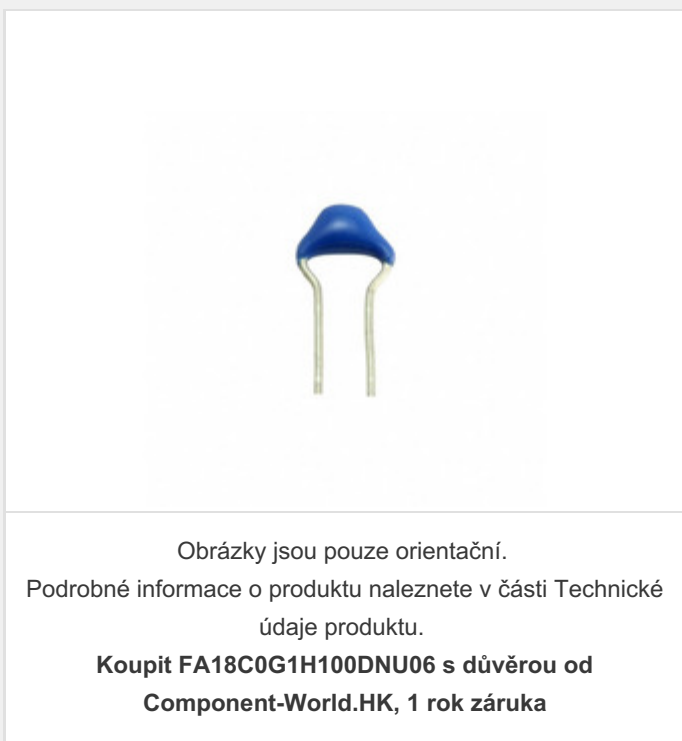 Obrázky jsou pouze orientační.
Podrobné informace o produktu naleznete v části Technické
údaje produktu.
Koupit FA18C0G1H100DNU06 s důvěrou od
Component-World.HK, 1 rok záruka